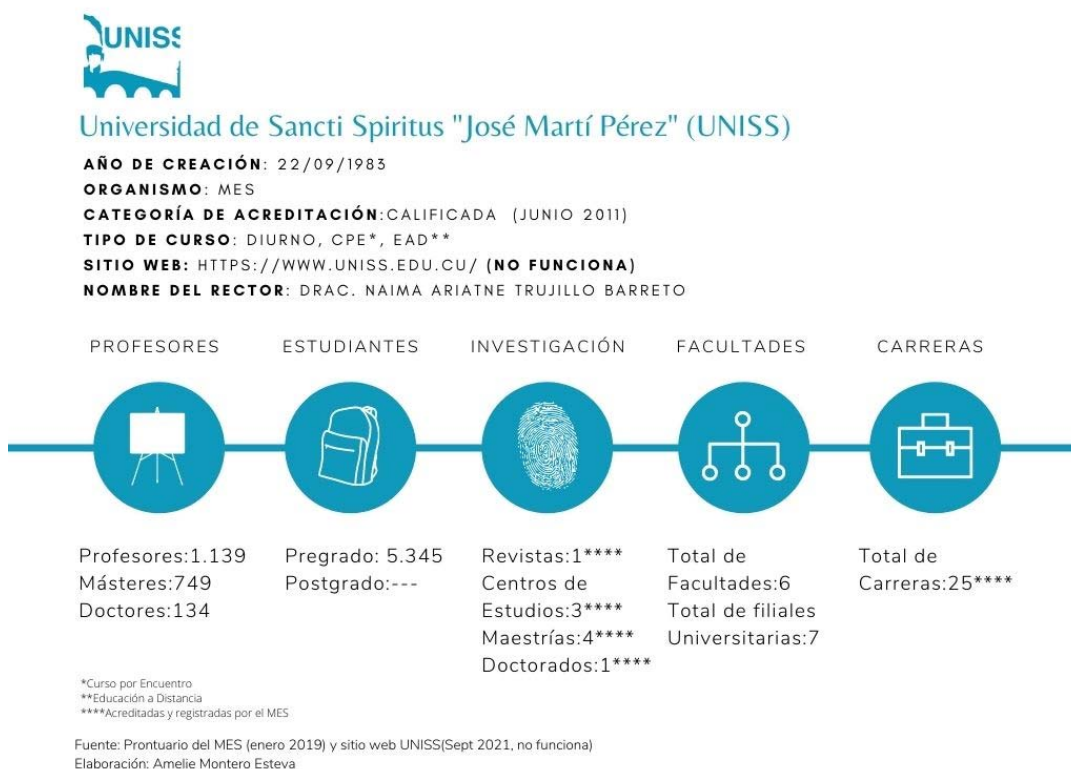 UNISS
Universidad de Sancti Spiritus "José Martí Pérez" (UNISS)
AÑO DE CREACIÓN: 22/09/1983
ORGANISMO: MES
CATEGORÍA DE ACREDITACIÓN:CALIFICADA (JUNIO 2011)
TIPO DE CURSO: DIURNO, CPE*, EAD**
SITIO WEB: HTTPS://WWW.UNISS.EDU.CU/ (NO FUNCIONA)
NOMBRE DEL RECTOR: DRAC. NAIMA ARIATNE TRUJILLO BARRETO
PROFESORES
ESTUDIANTES
INVESTIGACIÓN
FACULTADES
CARRERAS
Profesores:1.139
Másteres:749
Doctores:134
Pregrado: 5.345
Postgrado:---
Revistas:1****
Centros de
Estudios:3****
Maestrías:4****
Doctorados:1****
Total de
Facultades:6
Total de filiales
Universitarias:7
Total de
Carreras:25****
*Curso por Encuentro
**Educación a Distancia
****Acreditadas y registradas por el MES
Fuente: Prontuario del MES (enero 2019) y sitio web UNISS(Sept 2021, no funciona)
Elaboración: Amelie Montero Esteva